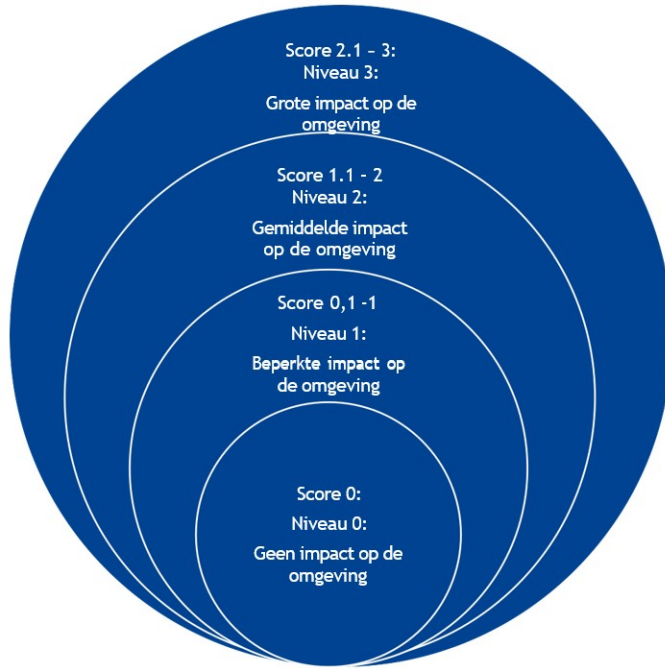 Score 2.1 – 3:
Niveau 3:
Grote impact op de
omgeving
Score 1.1 - 2
Niveau 2:
Gemiddelde impact
op de omgeving
Score 0,1 -1
Niveau 1:
Beperkte impact op
de omgeving
Score 0:
Niveau 0:
Geen impact op de
omgeving